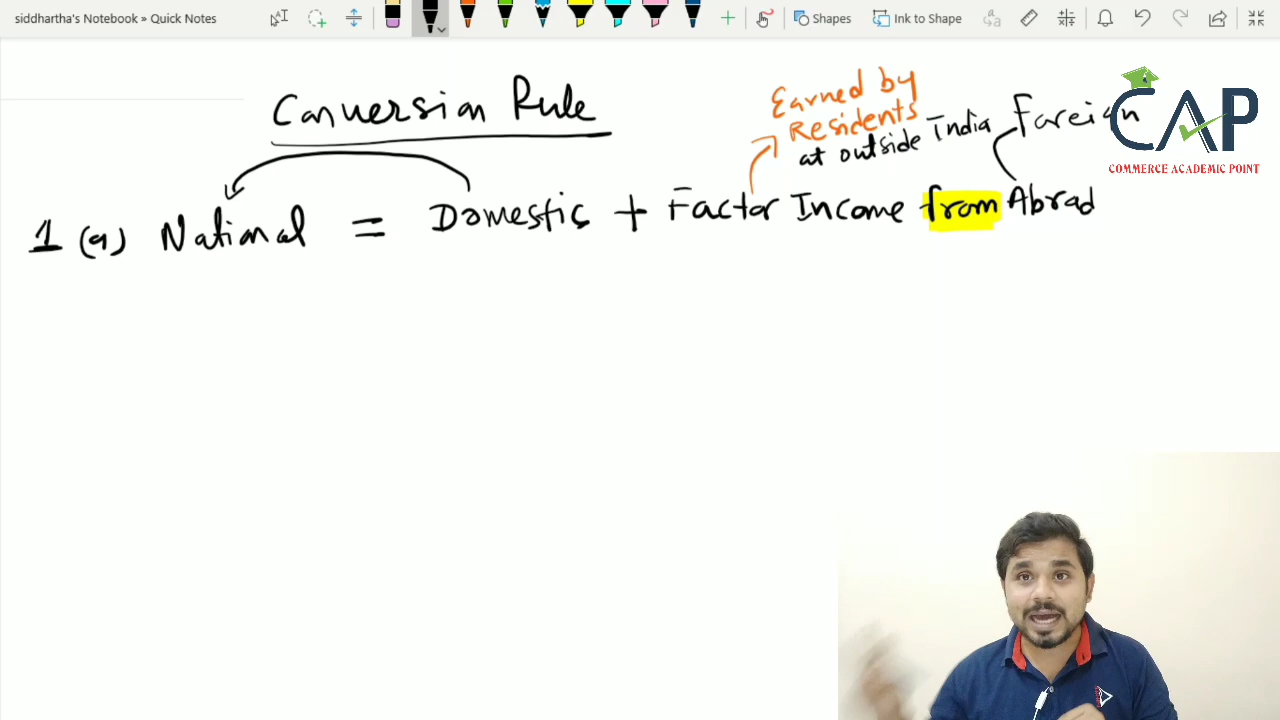 siddhartha's Notebook » Quick Notes
Shapes
Ink to Shape
Conversion Rule
Earned by
Residents
at outside India
Foreign
CAP
COMMERCE ACADEMIC POINT
1 (a) National = Domestic + Factor Income from Abrad